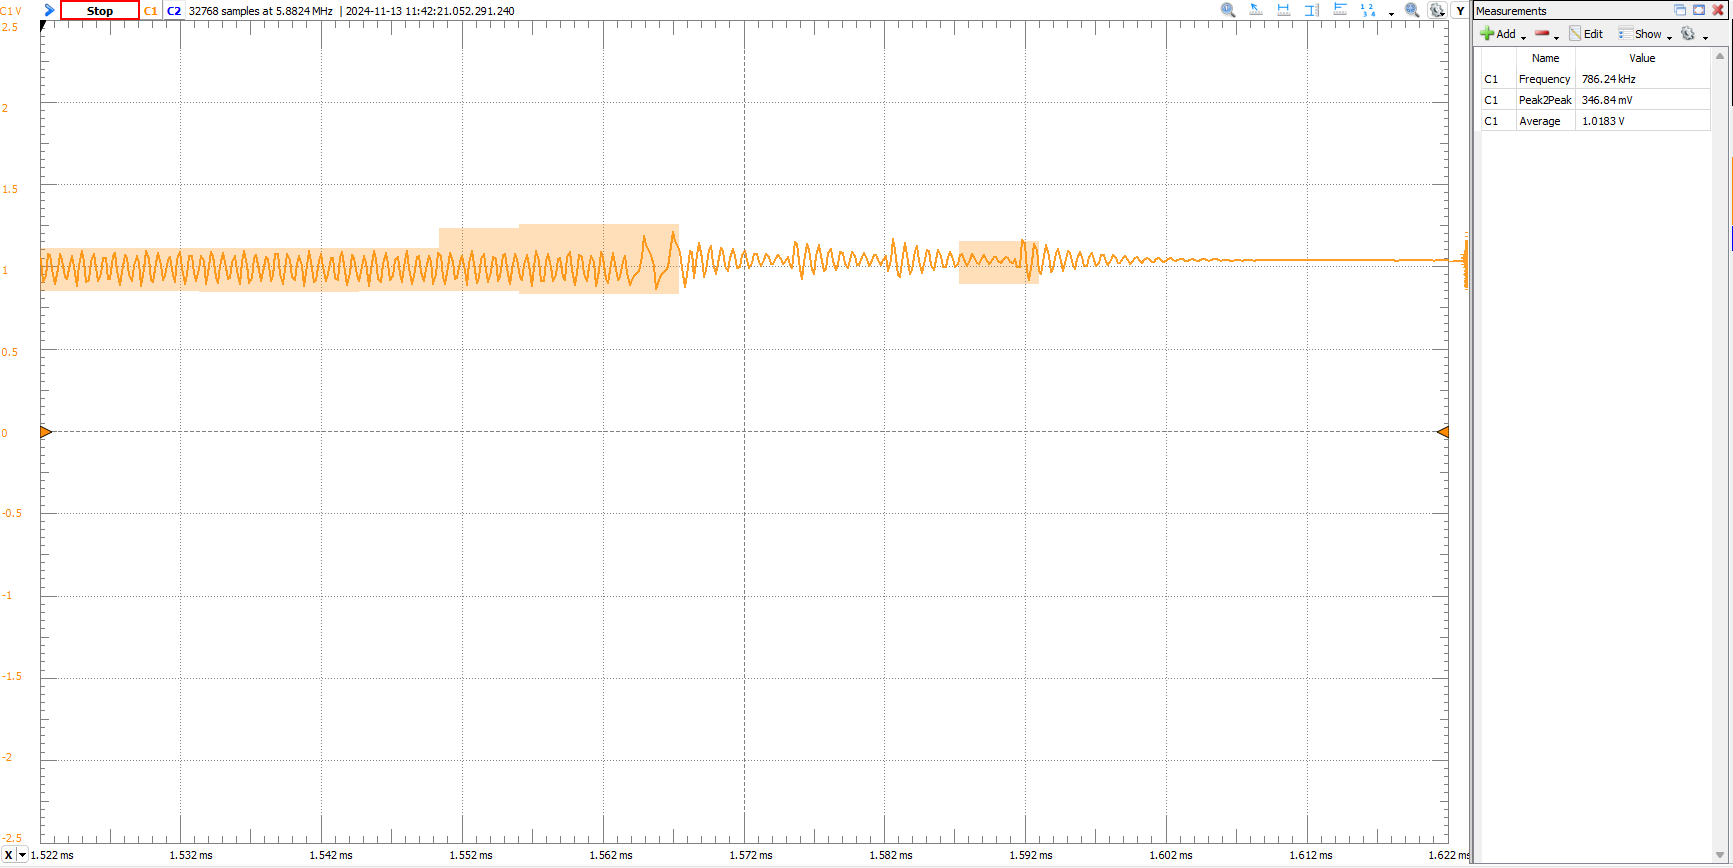 C1 V Stop C1 C2 32768 samples at 5.8824 MHz | 2024-11-13 11:42:21.052.291.240 Y
2.5
2
1.5
1
0.5
0
-0.5
-1
-1.5
-2
-2.5
X 1.522 ms 1.532 ms 1.542 ms 1.552 ms 1.562 ms 1.572 ms 1.582 ms 1.592 ms 1.602 ms 1.612 ms 1.622 ms
Measurements
Add Edit Show
Name Value
C1 Frequency 786.24 kHz
C1 Peak2Peak 346.84 mV
C1 Average 1.0183 V